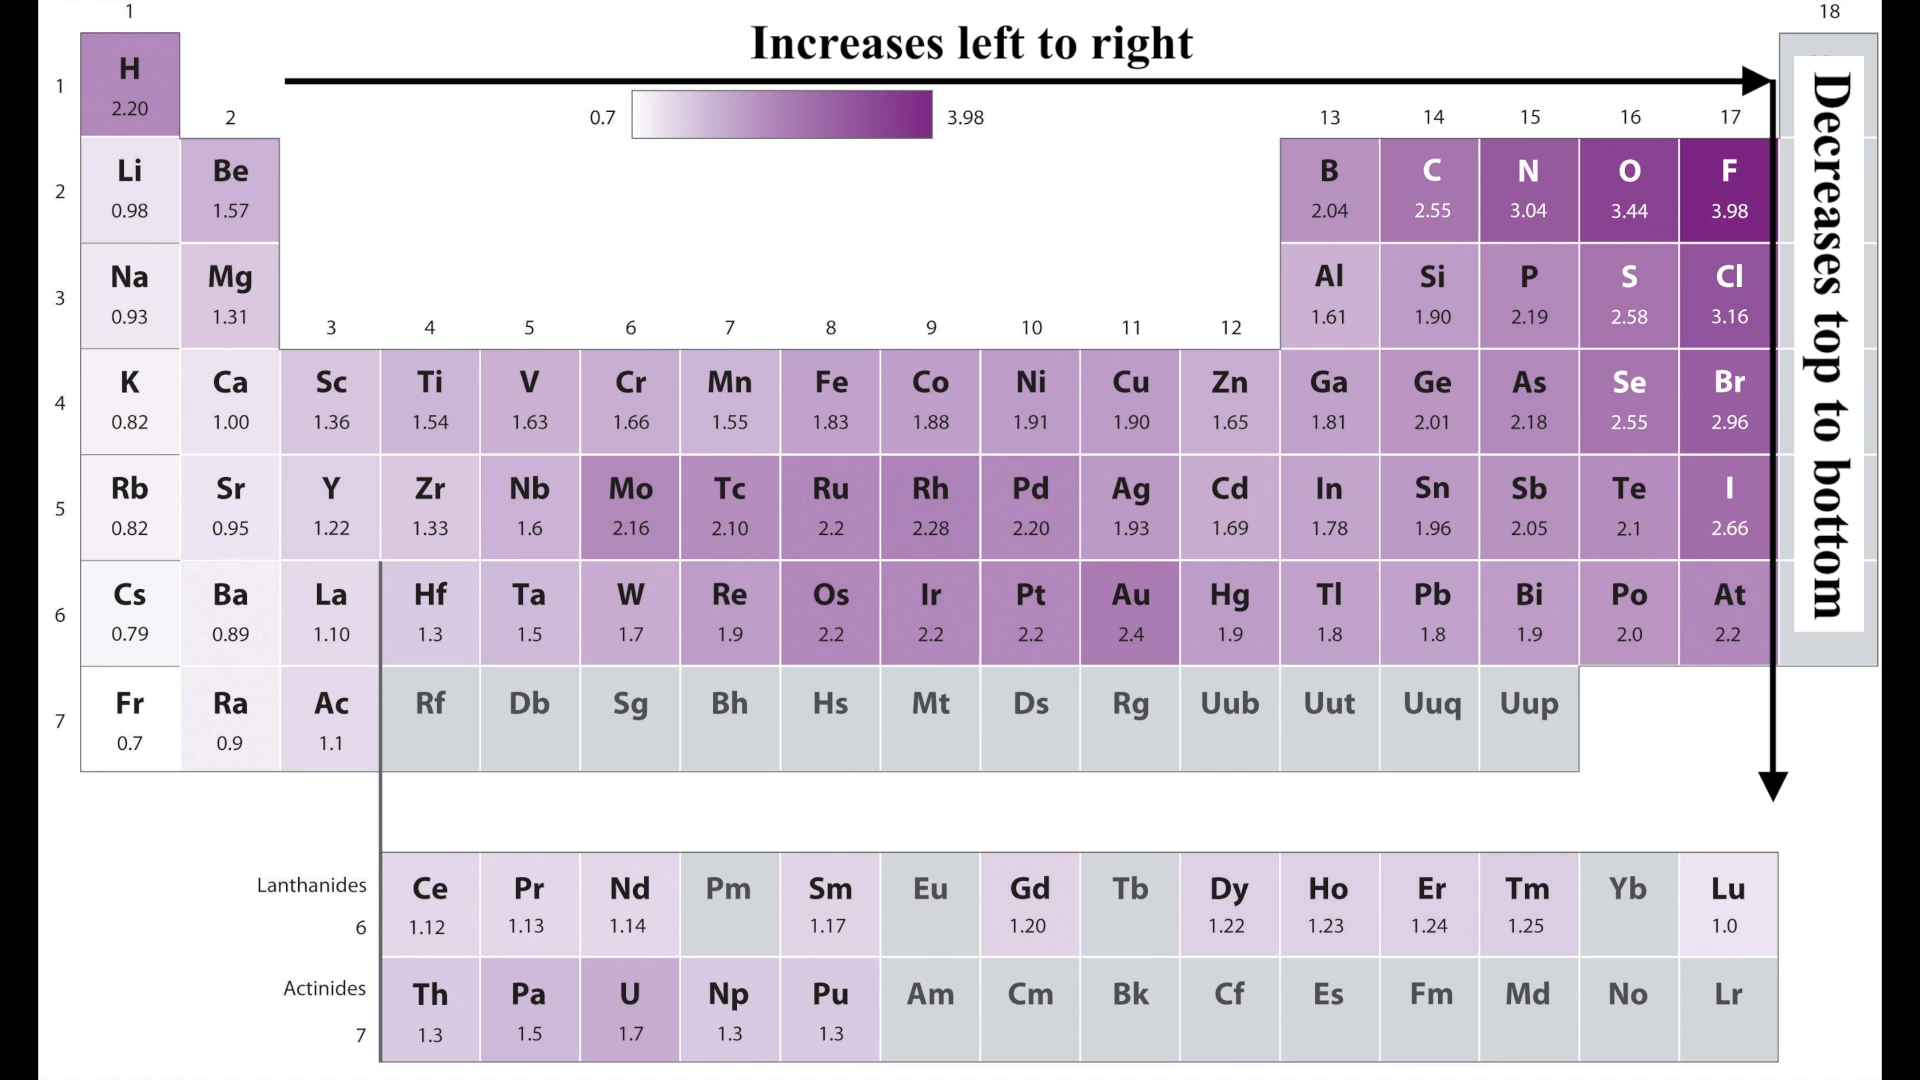 1
18
Increases left to right
H
1
2.20
0.7
3.98
2
13 14 15 16 17
Li Be B C N O F
2
0.98 1.57 2.04 2.55 3.04 3.44 3.98
Na Mg Al Si P S Cl
3
0.93 1.31 1.61 1.90 2.19 2.58 3.16
3 4 5 6 7 8 9 10 11 12
K Ca Sc Ti V Cr Mn Fe Co Ni Cu Zn Ga Ge As Se Br
4
0.82 1.00 1.36 1.54 1.63 1.66 1.55 1.83 1.88 1.91 1.90 1.65 1.81 2.01 2.18 2.55 2.96
Rb Sr Y Zr Nb Mo Tc Ru Rh Pd Ag Cd In Sn Sb Te I
5
0.82 0.95 1.22 1.33 1.6 2.16 2.10 2.2 2.28 2.20 1.93 1.69 1.78 1.96 2.05 2.1 2.66
Cs Ba La Hf Ta W Re Os Ir Pt Au Hg Tl Pb Bi Po At
6
0.79 0.89 1.10 1.3 1.5 1.7 1.9 2.2 2.2 2.2 2.4 1.9 1.8 1.8 1.9 2.0 2.2
Fr Ra Ac Rf Db Sg Bh Hs Mt Ds Rg Uub Uut Uuq Uup
7
0.7 0.9 1.1
Decreases top to bottom
Lanthanides
6
Ce Pr Nd Pm Sm Eu Gd Tb Dy Ho Er Tm Yb Lu
1.12 1.13 1.14 1.17 1.20 1.22 1.23 1.24 1.25 1.0
Actinides
7
Th Pa U Np Pu Am Cm Bk Cf Es Fm Md No Lr
1.3 1.5 1.7 1.3 1.3